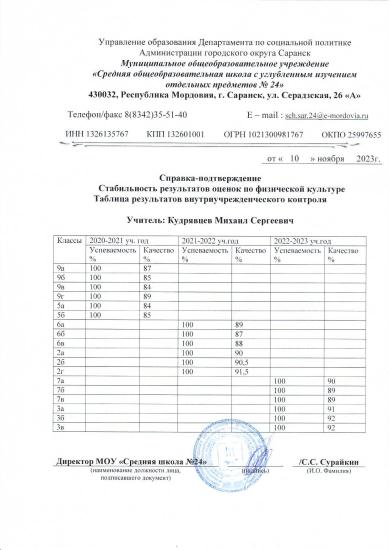 Управление образования Департамента по социальной политике
Администрации городского округа Саранск
Муниципальное общеобразовательное учреждение
«Средняя общеобразовательная школа с углубленным изучением
отдельных предметов № 24»
430032, Республика Мордовия, г. Саранск, ул. Серадзская, 26 «А»
Телефон/факс 8(8342)35-51-40 E – mail : sch.sar.24@e-mordovia.ru
ИНН 1326135767 КПП 132601001 ОГРН 1021300981767 ОКПО 25997655
от « 10 » ноября 2023г.
Справка-подтверждение
Стабильность результатов оценок по физической культуре
Таблица результатов внутриучрежденческого контроля
Учитель: Кудрявцев Михаил Сергеевич
Классы 2020-2021 уч. год 2021-2022 уч.год 2022-2023 уч.год
Успеваемость % Качество % Успеваемость % Качество % Успеваемость % Качество %
9а 100 87
9б 100 85
9в 100 84
9г 100 89
5а 100 84
5б 100 85
6а 100 89
6б 100 87
6в 100 88
2а 100 90
2б 100 90,5
2г 100 91,5
7а 100 90
7б 100 89
7в 100 89
3а 100 91
3б 100 92
3в 100 92
Директор МОУ «Средняя школа №24» /С.С. Сурайкин
(наименование должности лица, (подпись) (И.О. Фамилия)
подписавшего документ)